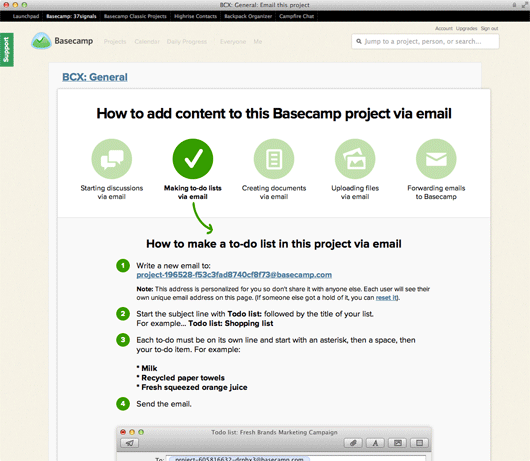 BCX: General: Email this project
Launchpad Basecamp: 37signals Basecamp Classic Projects Highrise Contacts Backpack Organizer Campfire Chat
Account Upgrades Sign out
Support
Basecamp Projects Calendar Daily Progress Everyone Me Jump to a project, person, or search...
BCX: General
How to add content to this Basecamp project via email
Starting discussions Making to-do lists Creating documents Uploading files Forwarding emails
via email via email via email via email to Basecamp
How to make a to-do list in this project via email
1 Write a new email to:
project-196528-f53c3fad8740cf8f73@basecamp.com
Note: This address is personalized for you so don't share it with anyone else. Each user will see their
own unique email address on this page. (If someone else got a hold of it, you can reset it).
2 Start the subject line with Todo list: followed by the title of your list.
For example... Todo list: Shopping list
3 Each to-do must be on its own line and start with an asterisk, then a space, then
your to-do item. For example:
* Milk
* Recycled paper towels
* Fresh squeezed orange juice
4 Send the email.
Todo list: Fresh Brands Marketing Campaign
To: